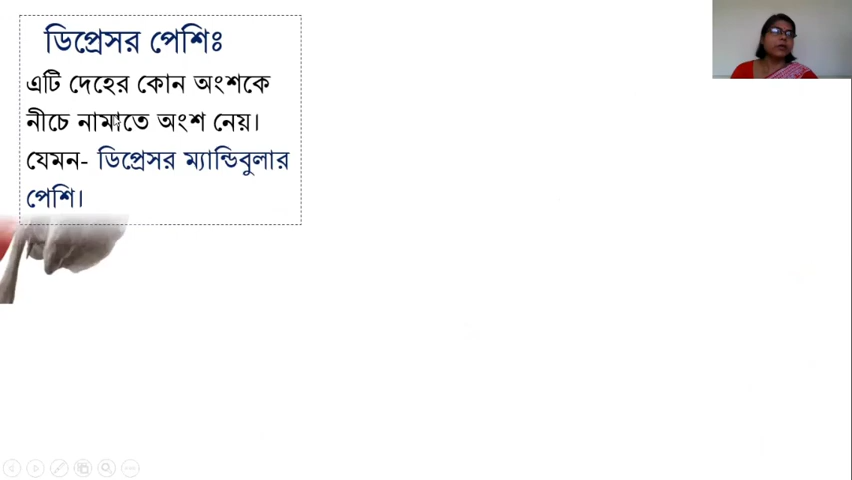 ডিপ্রেসর পেশিঃ
এটি দেহের কোন অংশকে
নীচে নামাতে অংশ নেয়।
যেমন- ডিপ্রেসর ম্যান্ডিবুলার
পেশি।